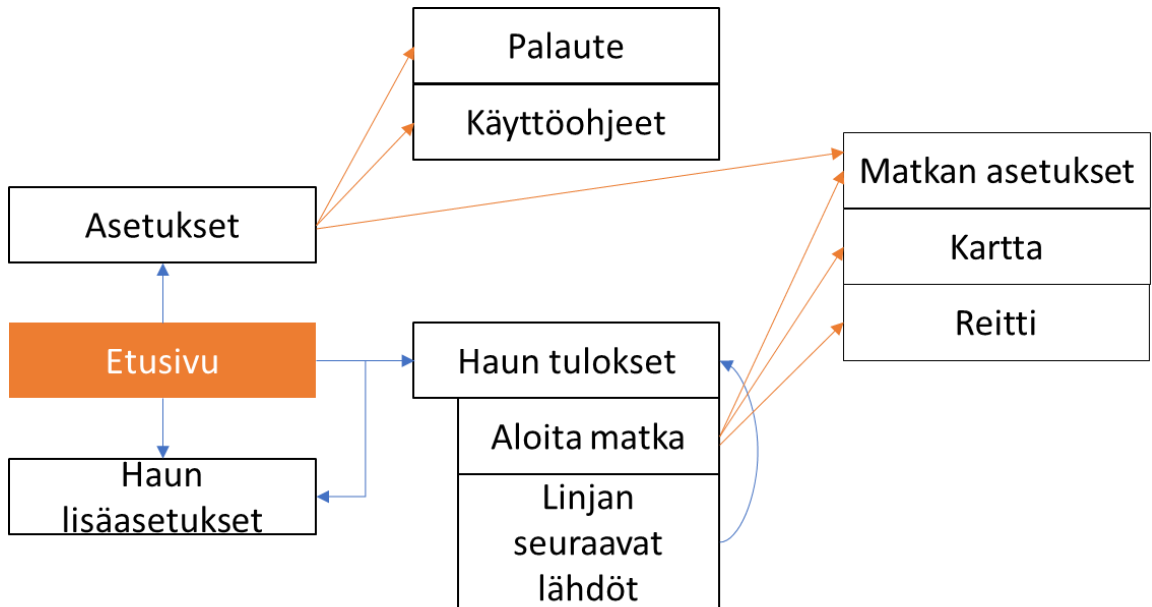 Palaute
Käyttöohjeet
Matkan asetukset
Asetukset
Kartta
Reitti
Etusivu
Haun tulokset
Aloita matka
Haun
lisäasetukset
Linjan
seuraavat
lähdöt